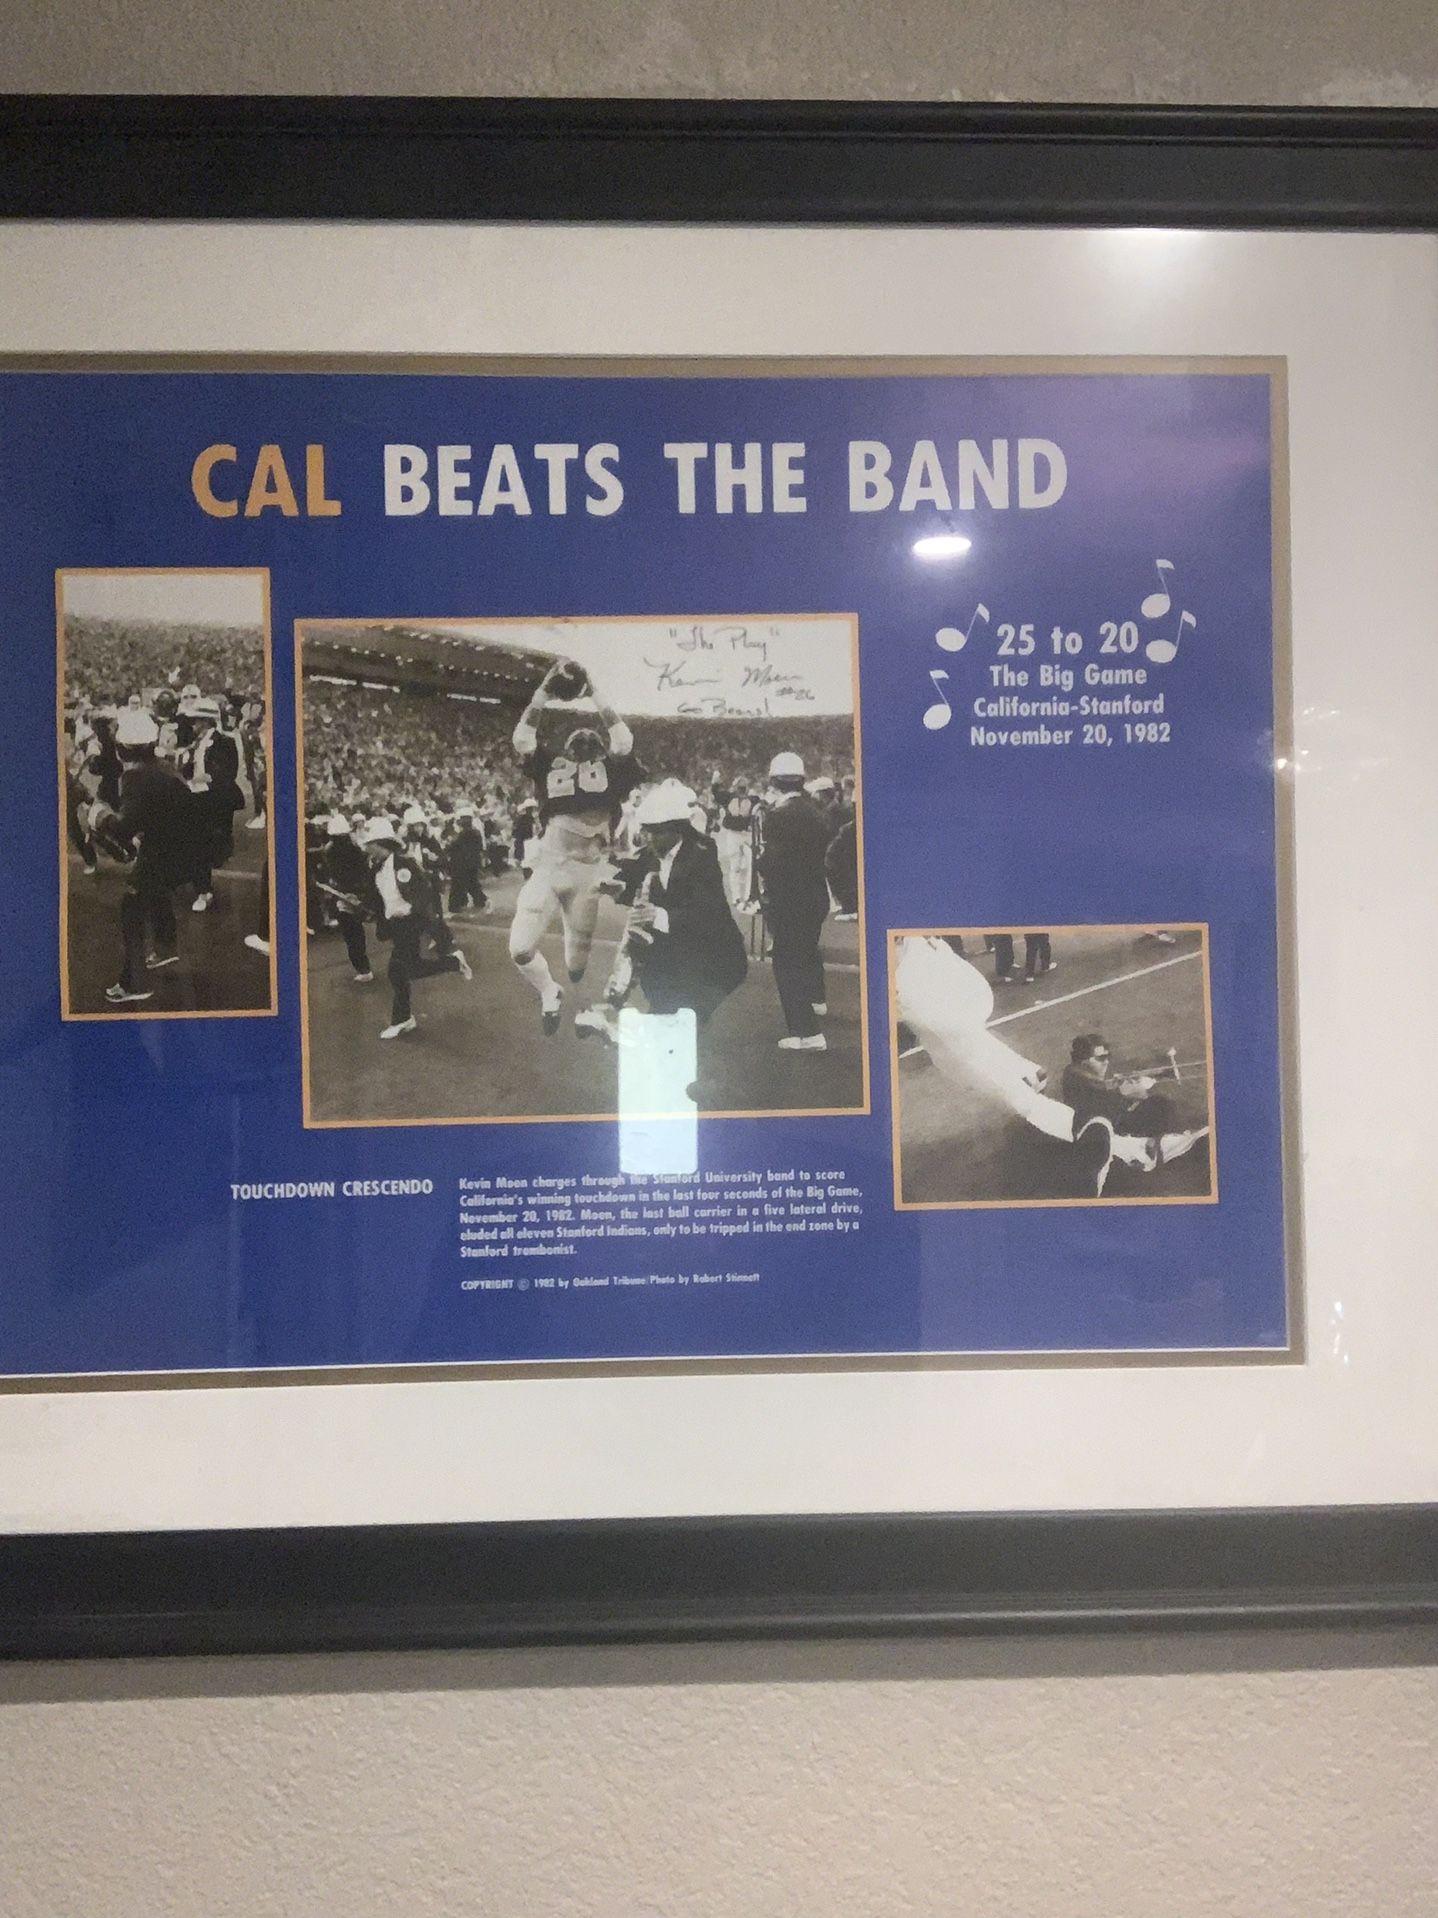 CAL BEATS THE BAND
25 to 20
The Big Game
California-Stanford
November 20, 1982
"The Play"
Kevin Moen
#26
Go Bears!
26
TOUCHDOWN CRESCENDO
Kevin Moen charges through the Stanford University band to score
California's winning touchdown in the last four seconds of the Big Game,
November 20, 1982. Moen, the last ball carrier in a five lateral drive,
eluded all eleven Stanford Indians, only to be tripped in the end zone by a
Stanford trombonist.
COPYRIGHT © 1982 by Oakland Tribune/Photo by Robert Stinnett